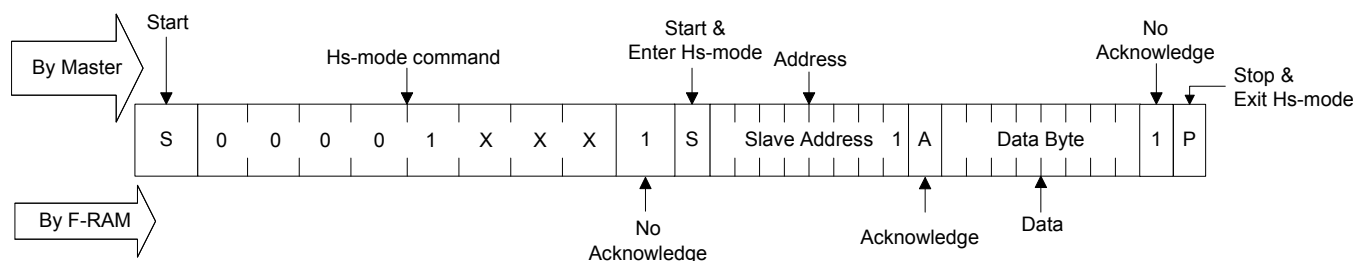 Start
Start &
Enter Hs-mode
No
Acknowledge
By Master
Hs-mode command
Address
Stop &
Exit Hs-mode
S 0 0 0 0 1 X X X 1 S Slave Address 1 A Data Byte 1 P
By F-RAM
No
Acknowledge
Acknowledge
Data